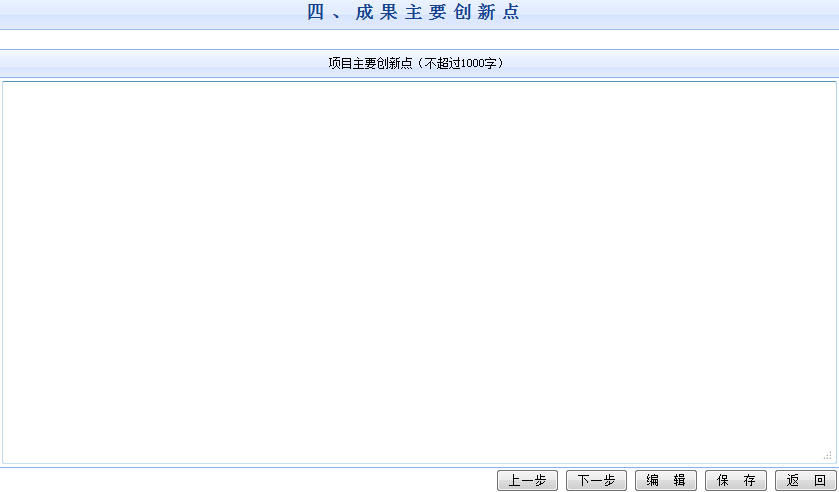 四、成果主要创新点
项目主要创新点（不超过1000字）
上一步 下一步 编 辑 保 存 返 回